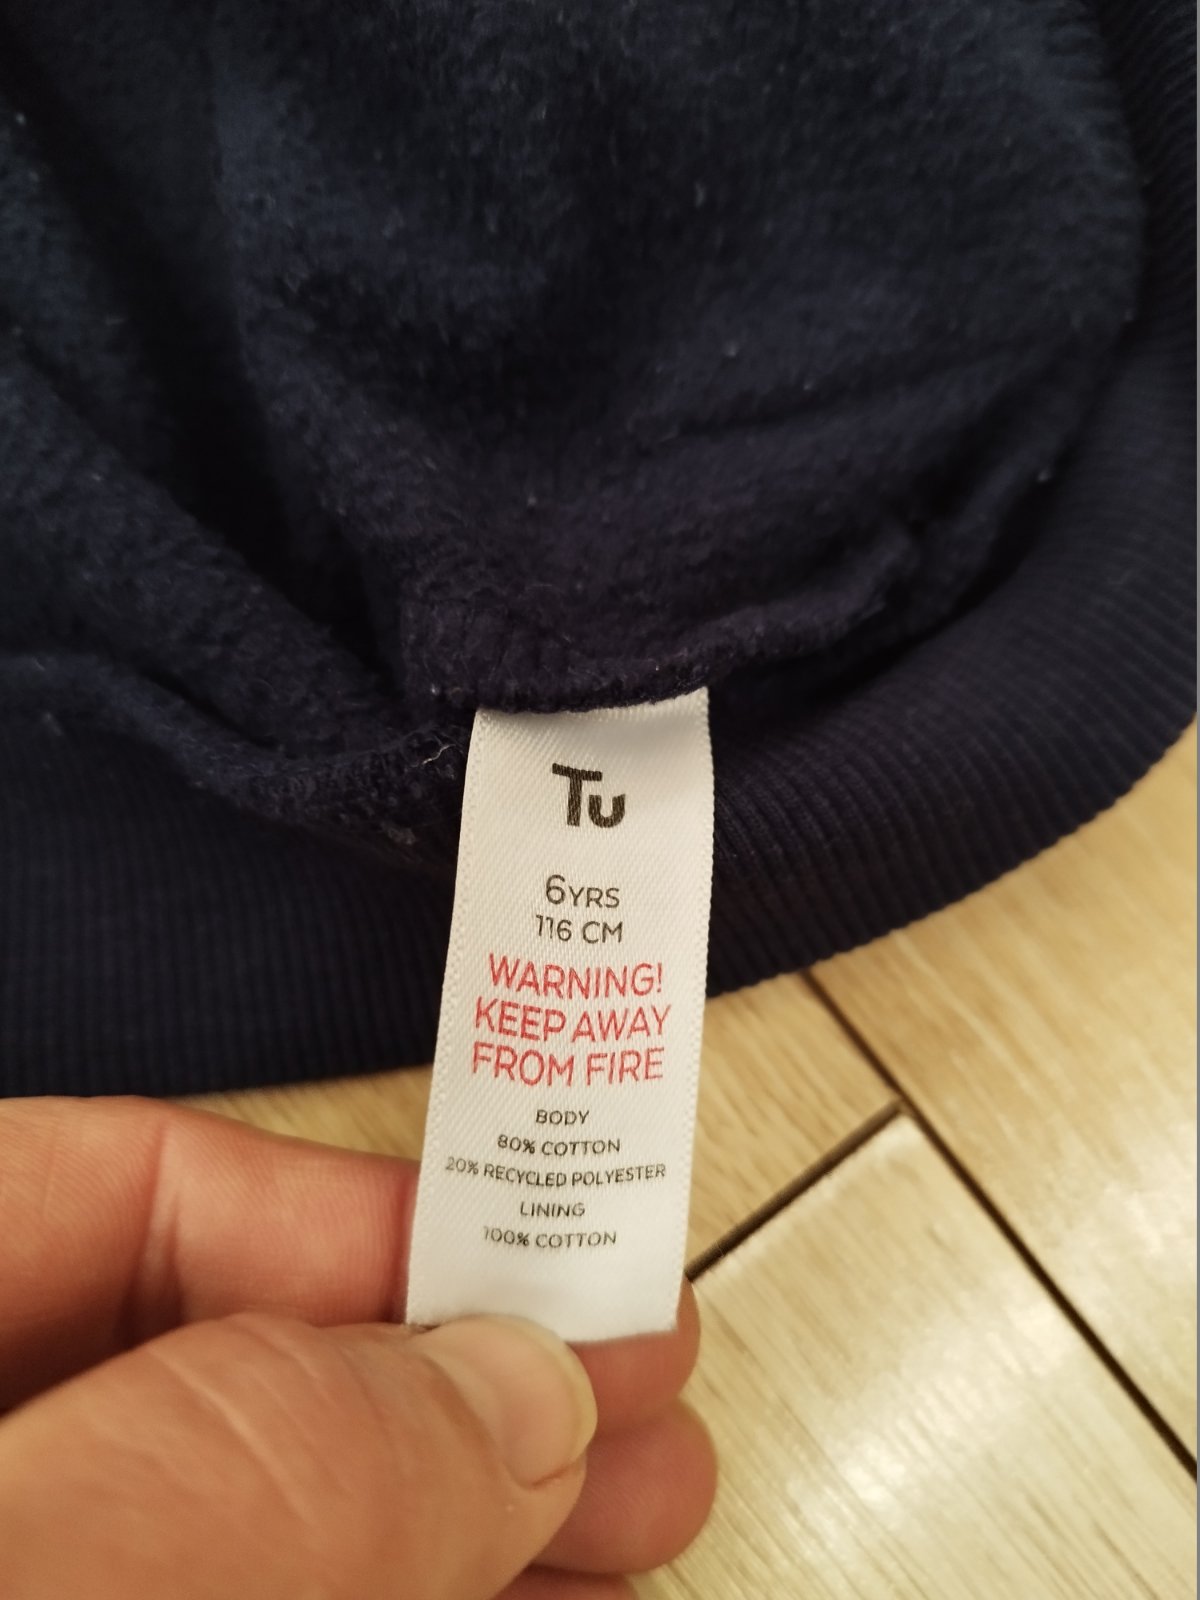 Tu
6YRS
116 CM
WARNING!
KEEP AWAY
FROM FIRE
BODY
80% COTTON
20% RECYCLED POLYESTER
LINING
100% COTTON